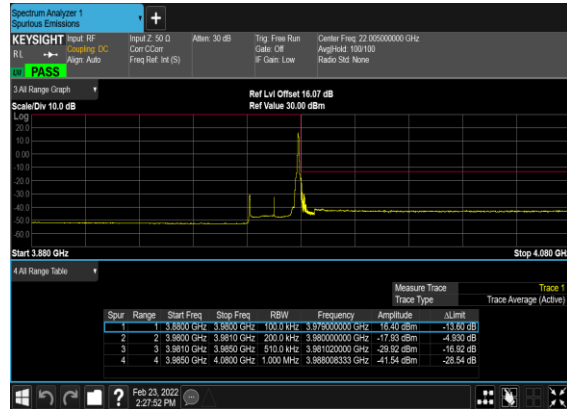 Spectrum Analyzer 1
Spurious Emissions
KEYSIGHT Input: RF Input Z: 50 Ω Atten: 30 dB Trig: Free Run Center Freq: 22.005000000 GHz
RL Coupling: DC Corr CCorr Gate: Off Avg|Hold: 100/100
Align: Auto Freq Ref: Int (S) IF Gain: Low Radio Std: None
PASS
3 All Range Graph
Ref Lvl Offset 16.07 dB
Scale/Div 10.0 dB Ref Value 30.00 dBm
Log
20.0
10.0
0.00
-10.0
-20.0
-30.0
-40.0
-50.0
-60.0
Start 3.880 GHz Stop 4.080 GH
4 All Range Table
Measure Trace Trace 1
Trace Type Trace Average (Active)
Spur Range Start Freq Stop Freq RBW Frequency Amplitude ΔLimit
1 1 3.8800 GHz 3.9800 GHz 100.0 kHz 3.979000000 GHz 16.40 dBm -13.60 dB
2 2 3.9800 GHz 3.9810 GHz 200.0 kHz 3.980000000 GHz -17.93 dBm -4.930 dB
3 3 3.9810 GHz 3.9850 GHz 510.0 kHz 3.981020000 GHz -29.92 dBm -16.92 dB
4 4 3.9850 GHz 4.0800 GHz 1.000 MHz 3.988008333 GHz -41.54 dBm -28.54 dB
? Feb 23, 2022
2:27:52 PM